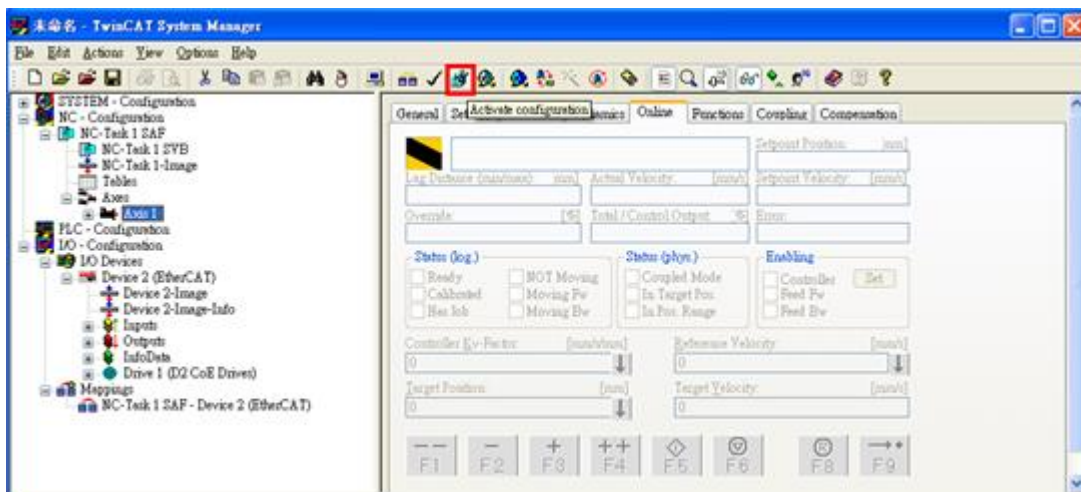 未命名 - TwinCAT System Manager
File Edit Actions View Options Help
SYSTEM - Configuration
NC - Configuration
NC-Task 1 SAF
NC-Task 1 SVB
NC-Task 1-Image
Tables
Axes
Axis 1
PLC - Configuration
I/O - Configuration
I/O Devices
Device 2 (EtherCAT)
Device 2-Image
Device 2-Image-Info
Inputs
Outputs
InfoData
Drive 1 (D2 CoE Drives)
Mappings
NC-Task 1 SAF - Device 2 (EtherCAT)
Activate configuration
General Online Functions Coupling Compensation
Setpoint Position: [mm]
Lag Distance (min/max): mm] Actual Velocity: [mm/s] Setpoint Velocity: [mm/s]
Override: [%] Total / Control Output: %] Error:
Status (log.) Status (phys.) Enabling
Ready NOT Moving Coupled Mode Controller Set
Calibrated Moving Fw In Target Pos. Feed Fw
Has Job Moving Bw In Pos. Range Feed Bw
Controller Kv-Factor: [mm/s/mm] Reference Velocity: [mm/s]
0 0
Target Position: [mm] Target Velocity: [mm/s]
0 0
-- - + ++
F1 F2 F3 F4 F5 F6 F8 F9